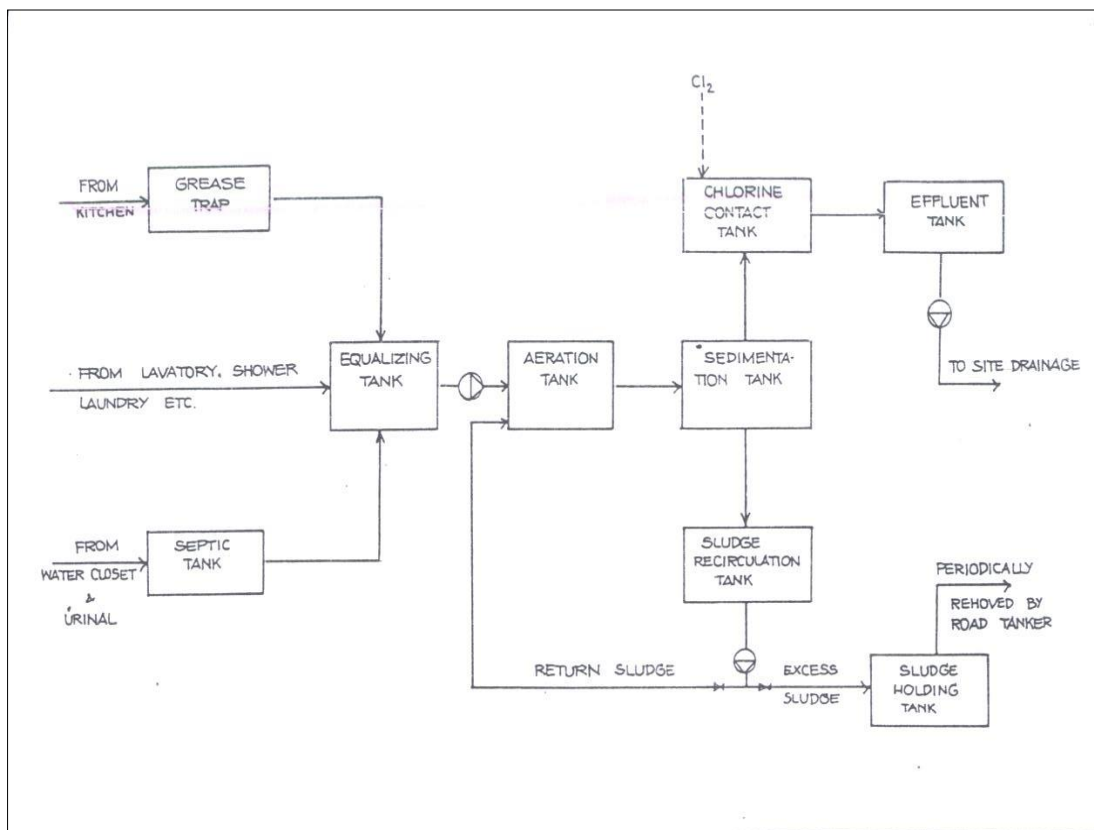 Cl₂
FROM
KITCHEN
GREASE
TRAP
CHLORINE
CONTACT
TANK
EFFLUENT
TANK
FROM LAVATORY, SHOWER
LAUNDRY ETC.
EQUALIZING
TANK
AERATION
TANK
SEDIMENTA-
TION TANK
TO SITE DRAINAGE
FROM
WATER CLOSET
&
URINAL
SEPTIC
TANK
SLUDGE
RECIRCULATION
TANK
PERIODICALLY
REMOVED BY
ROAD TANKER
RETURN SLUDGE
EXCESS
SLUDGE
SLUDGE
HOLDING
TANK